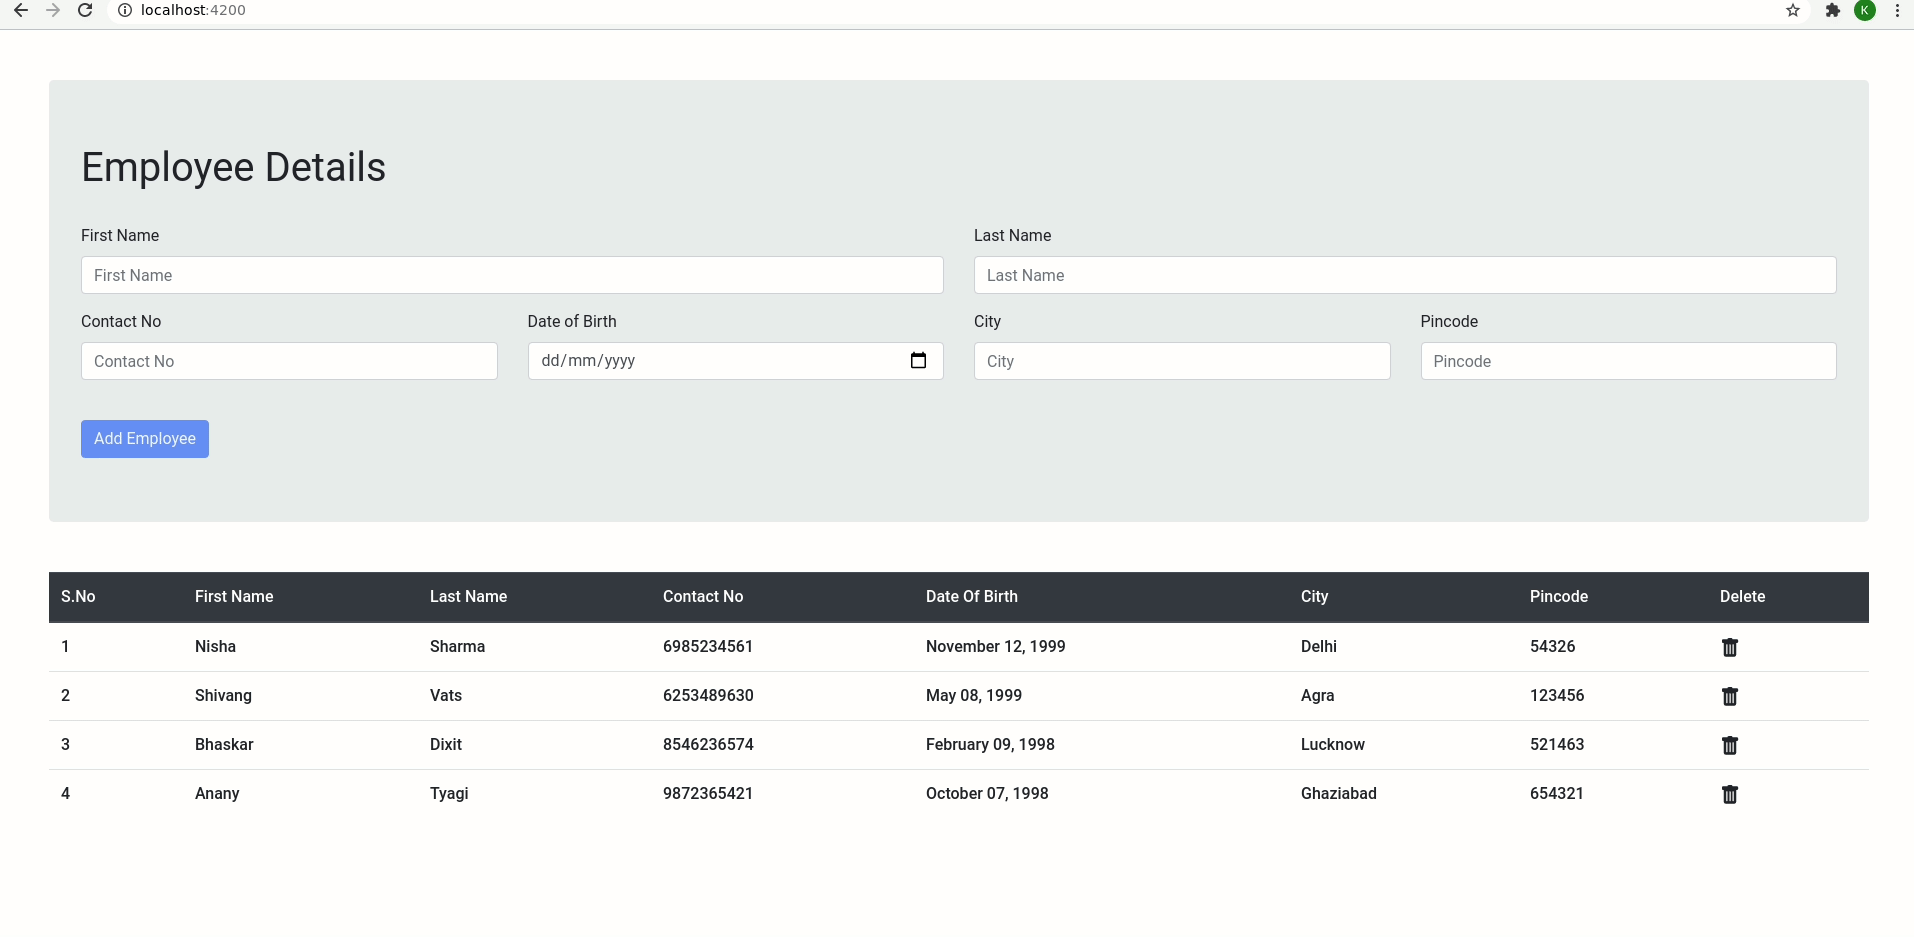 localhost:4200
K
Employee Details
First Name Last Name
First Name Last Name
Contact No Date of Birth City Pincode
Contact No dd/mm/yyyy City Pincode
Add Employee
S.No First Name Last Name Contact No Date Of Birth City Pincode Delete
1 Nisha Sharma 6985234561 November 12, 1999 Delhi 54326
2 Shivang Vats 6253489630 May 08, 1999 Agra 123456
3 Bhaskar Dixit 8546236574 February 09, 1998 Lucknow 521463
4 Anany Tyagi 9872365421 October 07, 1998 Ghaziabad 654321